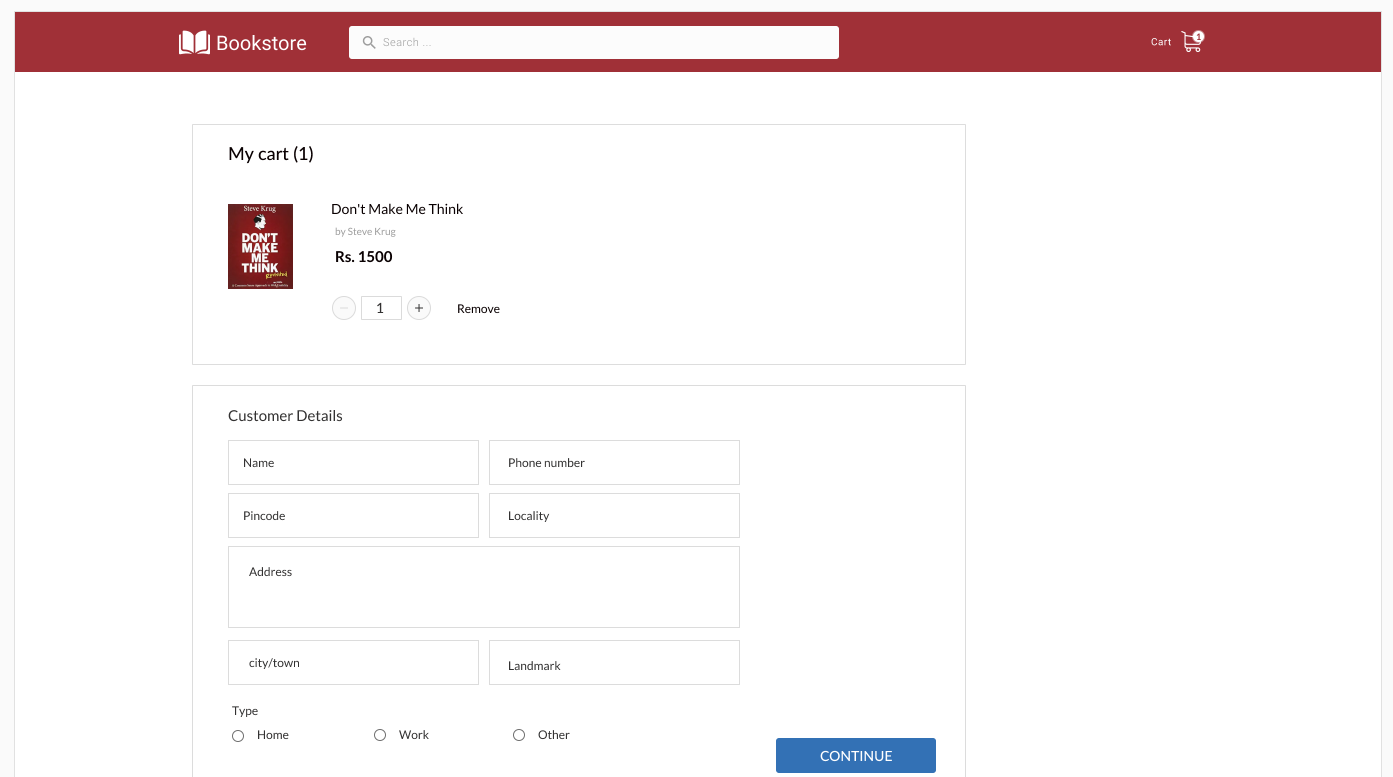 Bookstore
Search ...
Cart
1
My cart (1)
Steve Krug
DON'T
MAKE
ME
THINK
Don't Make Me Think
by Steve Krug
Rs. 1500
− 1 + Remove
Customer Details
Name Phone number
Pincode Locality
Address
city/town Landmark
Type
Home Work Other
CONTINUE